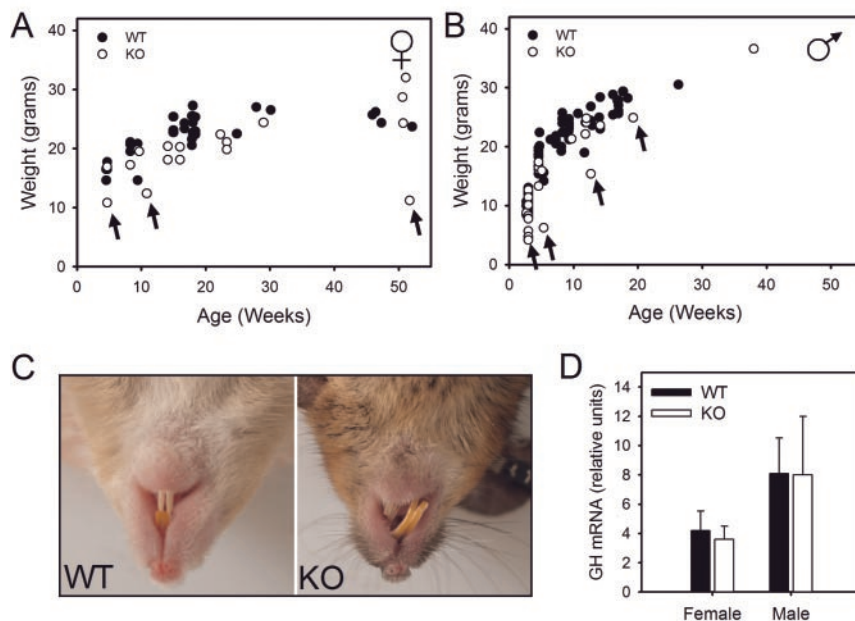 A
40
30
20
10
0
Weight (grams)
WT
KO
♀
0 10 20 30 40 50
Age (Weeks)
B
40
30
20
10
0
Weight (grams)
WT
KO
♂
0 10 20 30 40 50
Age (Weeks)
C
WT
KO
D
14
12
10
8
6
4
2
0
GH mRNA (relative units)
WT
KO
Female Male